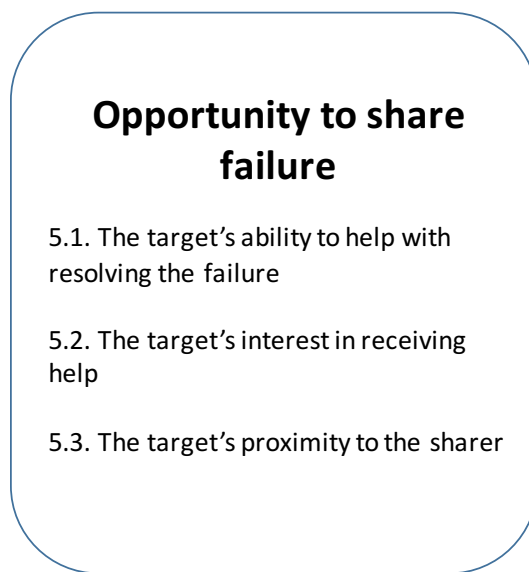 Opportunity to share
failure
5.1. The target’s ability to help with
resolving the failure
5.2. The target’s interest in receiving
help
5.3. The target’s proximity to the sharer